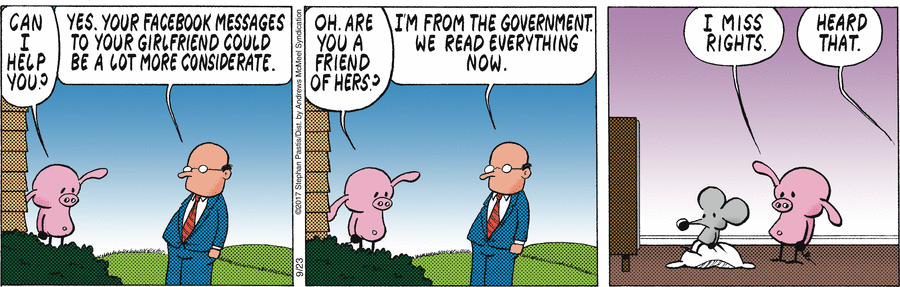 CAN
I
HELP
YOU?
YES. YOUR FACEBOOK MESSAGES
TO YOUR GIRLFRIEND COULD
BE A LOT MORE CONSIDERATE.
©2017 Stephan Pastis/Dist. by Andrews McMeel Syndication
9/23
OH. ARE
YOU A
FRIEND
OF HERS?
I'M FROM THE GOVERNMENT.
WE READ EVERYTHING
NOW.
I MISS
RIGHTS.
HEARD
THAT.